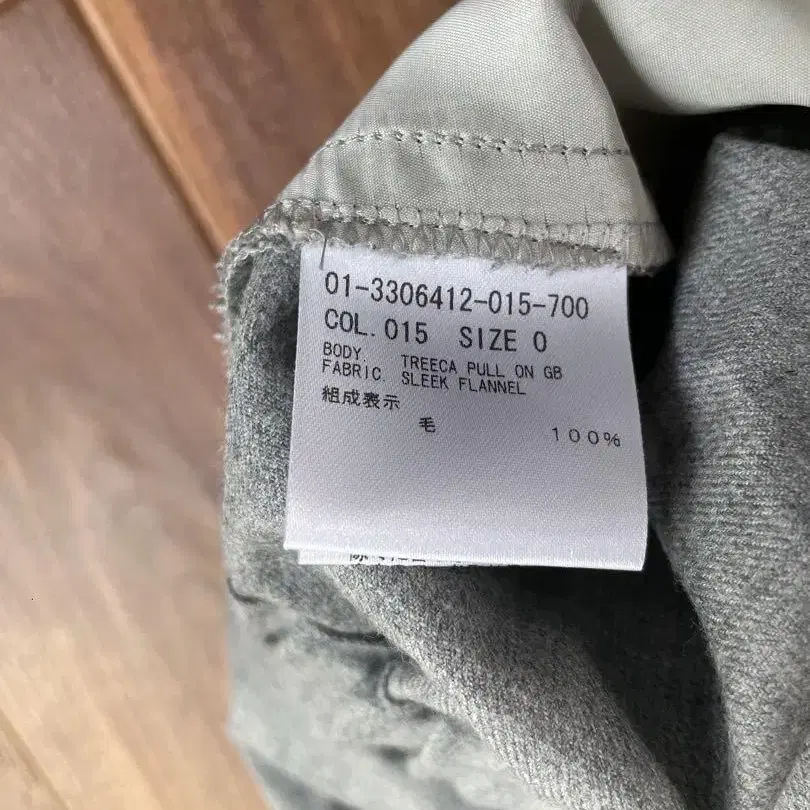 01-3306412-015-700
COL.015 SIZE 0
BODY. TREECA PULL ON GB
FABRIC. SLEEK FLANNEL
組成表示
毛 100%